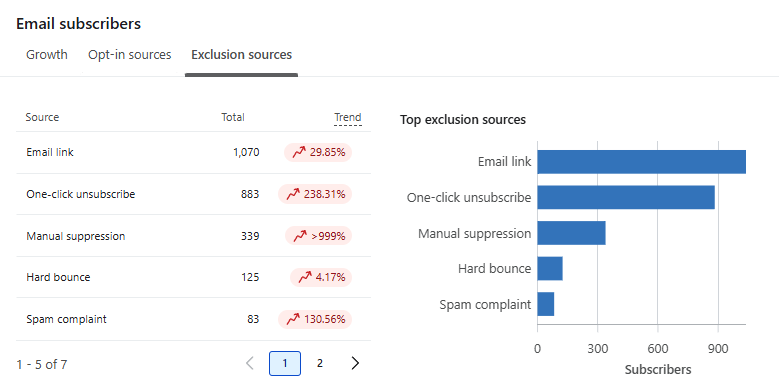 Email subscribers
Growth Opt-in sources Exclusion sources
Source Total Trend
Email link 1,070 29.85%
One-click unsubscribe 883 238.31%
Manual suppression 339 >999%
Hard bounce 125 4.17%
Spam complaint 83 130.56%
1 - 5 of 7 1 2
Top exclusion sources
Email link
One-click unsubscribe
Manual suppression
Hard bounce
Spam complaint
0 300 600 900
Subscribers